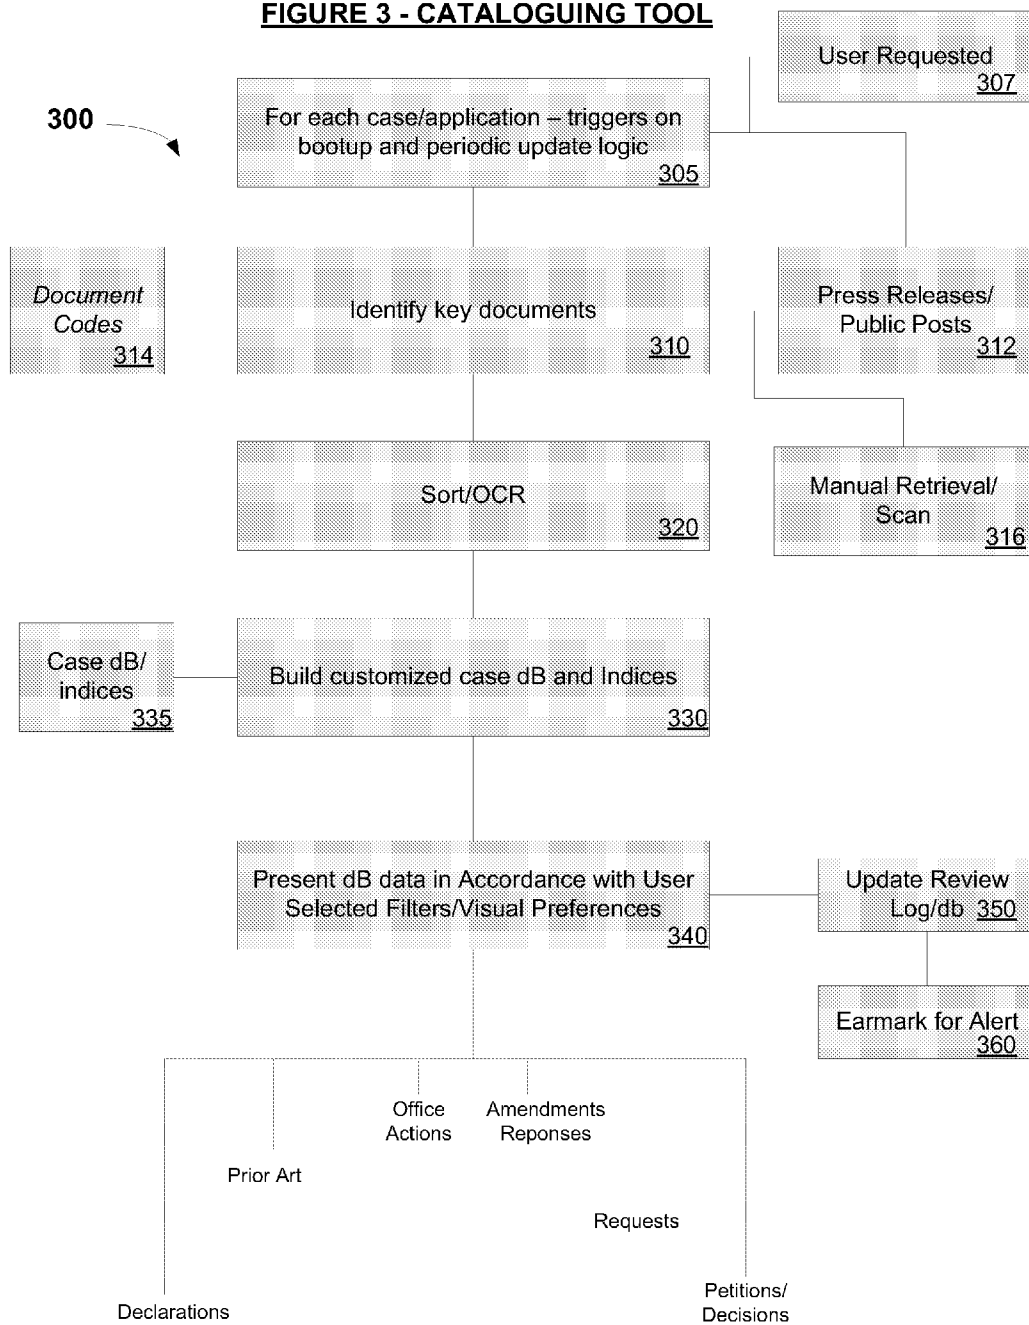 FIGURE 3 - CATALOGUING TOOL
User Requested
307
300
For each case/application – triggers on
bootup and periodic update logic
305
Document
Codes
314
Identify key documents
310
Press Releases/
Public Posts
312
Sort/OCR
320
Manual Retrieval/
Scan
316
Case dB/
indices
335
Build customized case dB and Indices
330
Present dB data in Accordance with User
Selected Filters/Visual Preferences
340
Update Review
Log/db 350
Earmark for Alert
360
Office
Actions
Amendments
Reponses
Prior Art
Requests
Declarations
Petitions/
Decisions